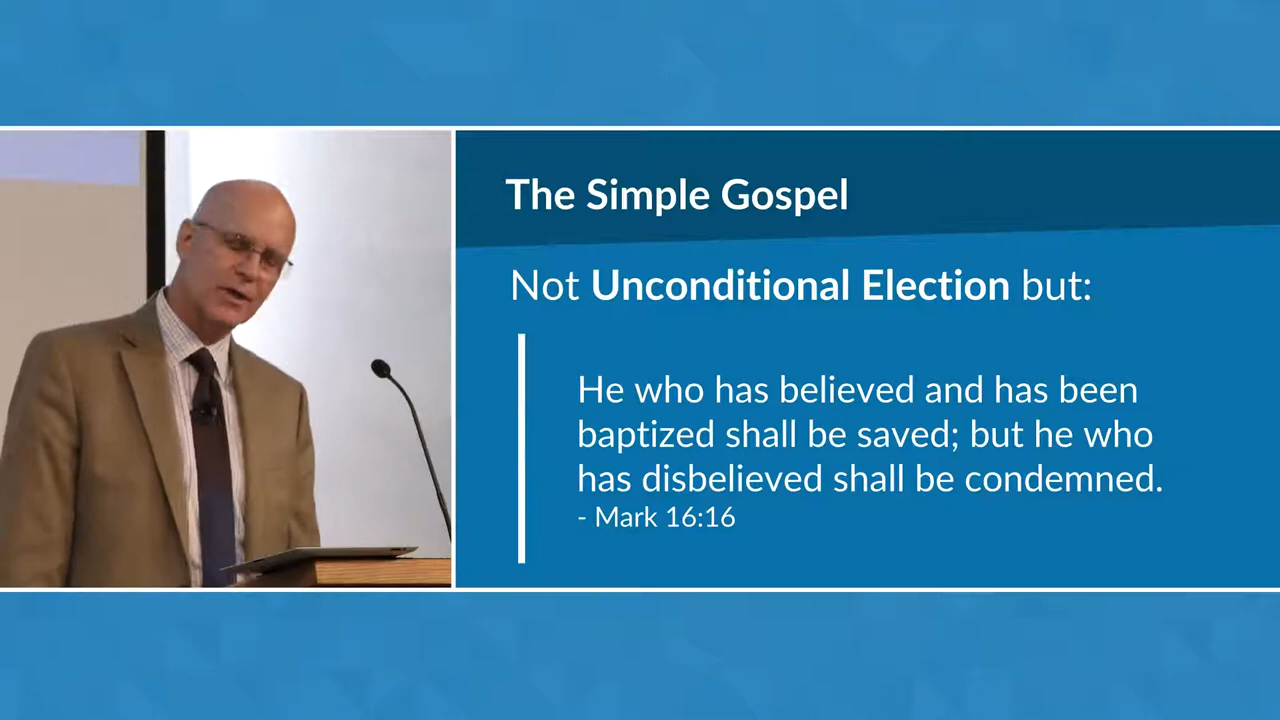 The Simple Gospel
Not Unconditional Election but:
He who has believed and has been
baptized shall be saved; but he who
has disbelieved shall be condemned.
- Mark 16:16